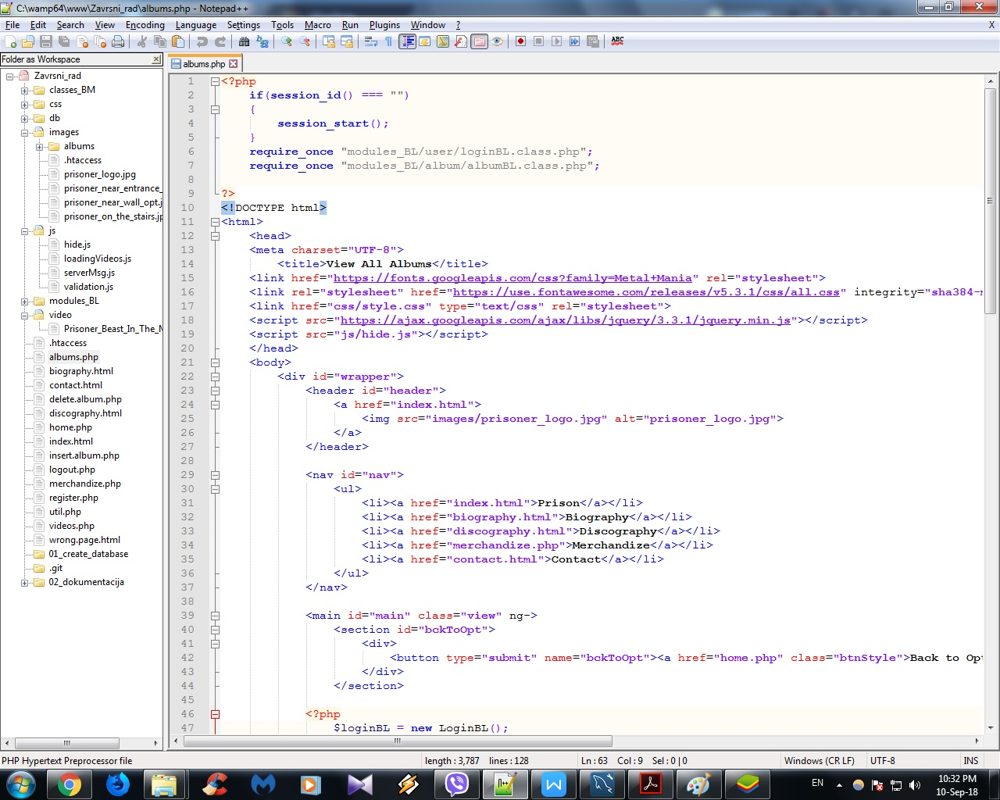 C:\wamp64\www\Zavrsni_rad\albums.php - Notepad++
File Edit Search View Encoding Language Settings Tools Macro Run Plugins Window ? X
ABC
Folder as Workspace
albums.php
Zavrsni_rad
classes_BM
css
db
images
albums
.htaccess
prisoner_logo.jpg
prisoner_near_entrance_
prisoner_near_wall_opt.j
prisoner_on_the_stairs.jp
js
hide.js
loadingVideos.js
serverMsg.js
validation.js
modules_BL
video
Prisoner_Beast_In_The_M
.htaccess
albums.php
biography.html
contact.html
delete.album.php
discography.html
home.php
index.html
insert.album.php
logout.php
merchandize.php
register.php
util.php
videos.php
wrong.page.html
01_create_database
.git
02_dokumentacija
1 <?php
2 if(session_id() === "")
3 {
4 session_start();
5 }
6 require_once "modules_BL/user/loginBL.class.php";
7 require_once "modules_BL/album/albumBL.class.php";
8
9 ?>
10 <!DOCTYPE html>
11 <html>
12 <head>
13 <meta charset="UTF-8">
14 <title>View All Albums</title>
15 <link href="https://fonts.googleapis.com/css?family=Metal+Mania" rel="stylesheet">
16 <link rel="stylesheet" href="https://use.fontawesome.com/releases/v5.3.1/css/all.css" integrity="sha384-
17 <link href="css/style.css" type="text/css" rel="stylesheet">
18 <script src="https://ajax.googleapis.com/ajax/libs/jquery/3.3.1/jquery.min.js"></script>
19 <script src="js/hide.js"></script>
20 </head>
21 <body>
22 <div id="wrapper">
23 <header id="header">
24 <a href="index.html">
25 <img src="images/prisoner_logo.jpg" alt="prisoner_logo.jpg">
26 </a>
27 </header>
28
29 <nav id="nav">
30 <ul>
31 <li><a href="index.html">Prison</a></li>
32 <li><a href="biography.html">Biography</a></li>
33 <li><a href="discography.html">Discography</a></li>
34 <li><a href="merchandize.php">Merchandize</a></li>
35 <li><a href="contact.html">Contact</a></li>
36 </ul>
37 </nav>
38
39 <main id="main" class="view" ng->
40 <section id="bckToOpt">
41 <div>
42 <button type="submit" name="bckToOpt"><a href="home.php" class="btnStyle">Back to Opt
43 </div>
44 </section>
45
46 <?php
47 $loginBL = new LoginBL();
PHP Hypertext Preprocessor file length : 3,787 lines : 128 Ln : 63 Col : 9 Sel : 0 | 0 Windows (CR LF) UTF-8 INS
EN 10:32 PM
10-Sep-18